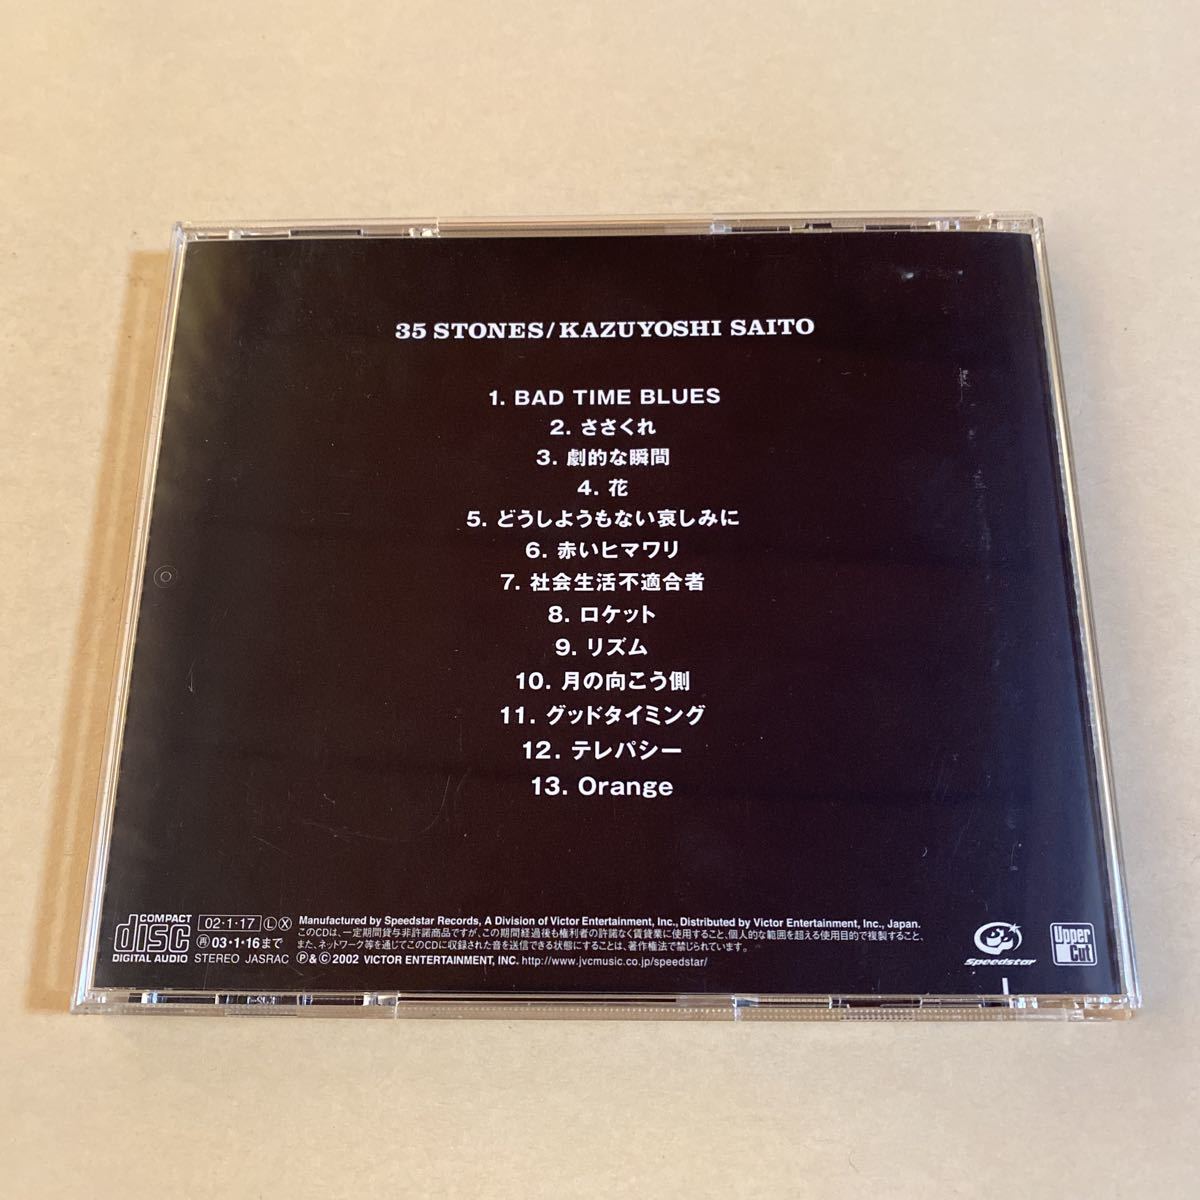 35 STONES/KAZUYOSHI SAITO
1. BAD TIME BLUES
2. ささくれ
3. 劇的な瞬間
4. 花
5. どうしようもない哀しみに
6. 赤いヒマワリ
7. 社会生活不適合者
8. ロケット
9. リズム
10. 月の向こう側
11. グッドタイミング
12. テレパシー
13. Orange
COMPACT
disc
DIGITAL AUDIO
02・1・17 Ⓛ Ⓧ
再 03・1・16まで
STEREO JASRAC
Manufactured by Speedstar Records, A Division of Victor Entertainment, Inc., Distributed by Victor Entertainment, Inc., Japan.
このCDは、一定期間貸与非許諾商品ですが、この期間経過後も権利者の許諾なく賃貸業に使用すること、個人的な範囲を超える使用目的で複製すること、
また、ネットワーク等を通じてこのCDに収録された音を送信できる状態にすることは、著作権法で禁じられています。
Ⓟ&Ⓒ2002 VICTOR ENTERTAINMENT, INC. http://www.jvcmusic.co.jp/speedstar/
Speedstar
Upper
Cut